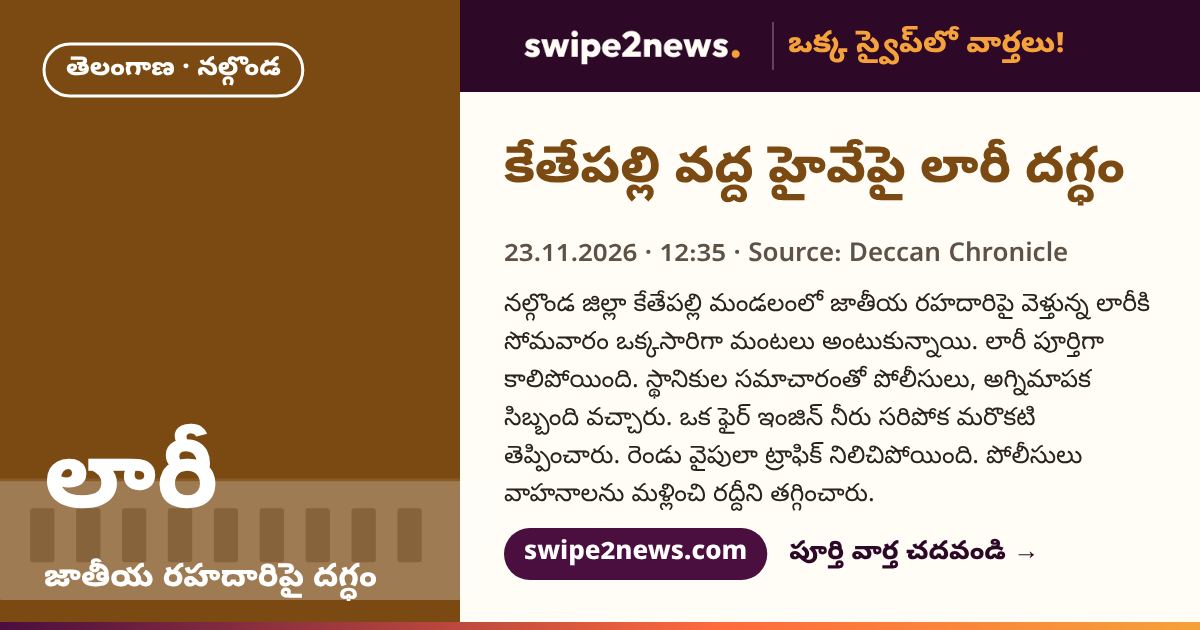 తెలంగాణ · నల్గొండ
లారీ
జాతీయ రహదారిపై దగ్ధం
swipe2news.
ఒక్క స్వైప్‌లో వార్తలు!
కేతేపల్లి వద్ద హైవేపై లారీ దగ్ధం
23.11.2026 · 12:35 · Source: Deccan Chronicle
నల్గొండ జిల్లా కేతేపల్లి మండలంలో జాతీయ రహదారిపై వెళ్తున్న లారీకి
సోమవారం ఒక్కసారిగా మంటలు అంటుకున్నాయి. లారీ పూర్తిగా
కాలిపోయింది. స్థానికుల సమాచారంతో పోలీసులు, అగ్నిమాపక
సిబ్బంది వచ్చారు. ఒక ఫైర్ ఇంజిన్ నీరు సరిపోక మరొకటి
తెప్పించారు. రెండు వైపులా ట్రాఫిక్ నిలిచిపోయింది. పోలీసులు
వాహనాలను మళ్లించి రద్దీని తగ్గించారు.
swipe2news.com
పూర్తి వార్త చదవండి →